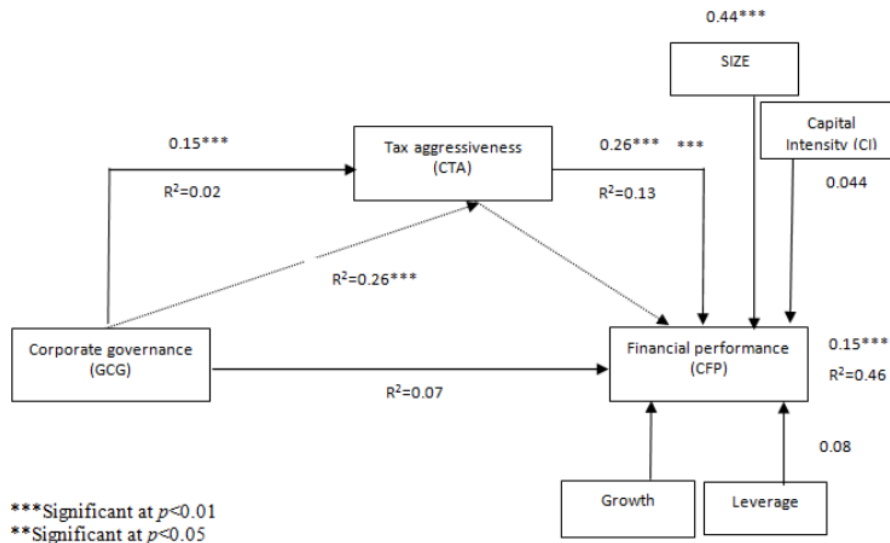 0.44***
SIZE
Capital
Intensity (CI)
0.15***
Tax aggressiveness
(CTA)
0.26*** ***
R²=0.02
R²=0.13
0.044
R²=0.26***
Corporate governance
(GCG)
Financial performance
(CFP)
0.15***
R²=0.46
R²=0.07
0.08
Growth
Leverage
***Significant at p<0.01
**Significant at p<0.05